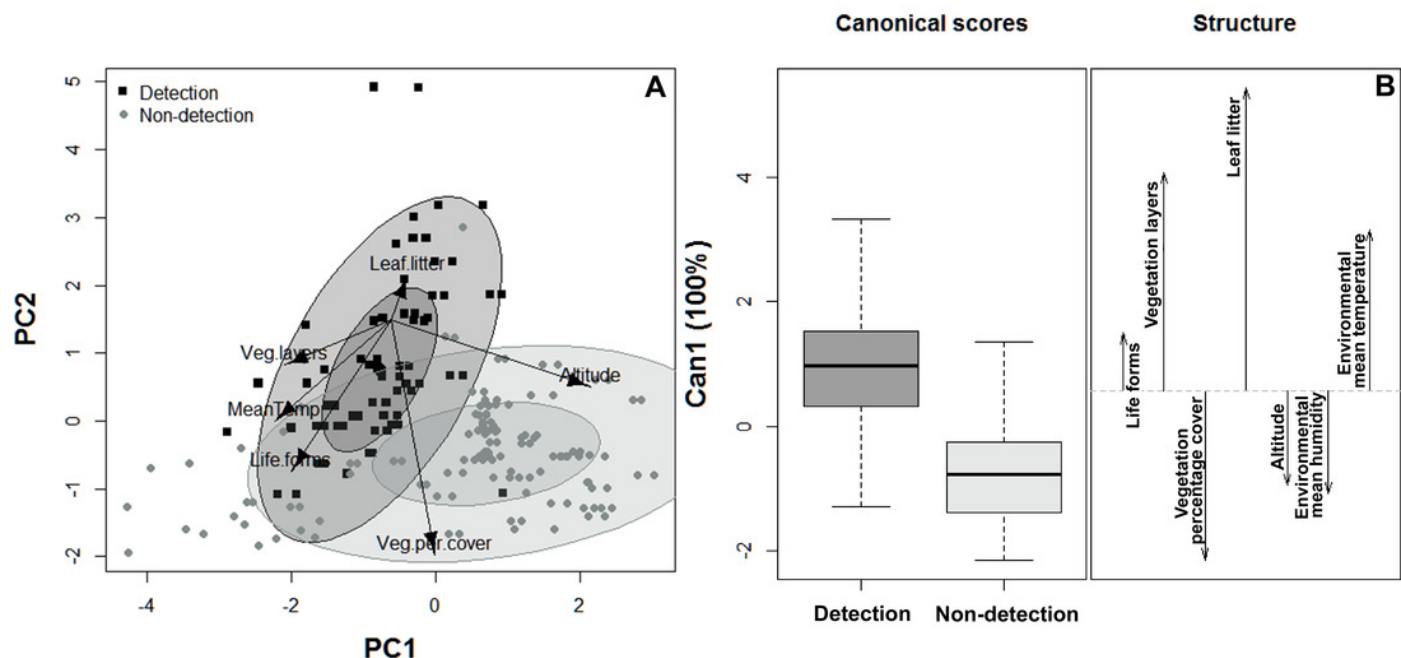 Canonical scores
Structure
A
Detection
Non-detection
5
4
3
2
1
0
-1
-2
PC2
Leaf.litter
Veg.layers
Altitude
MeanTemp
Life.forms
Veg.per.cover
-4
-2
0
2
PC1
Can1 (100%)
4
2
0
-2
Detection
Non-detection
B
Life forms
Vegetation layers
Vegetation
percentage cover
Leaf litter
Altitude
Environmental
mean humidity
Environmental
mean temperature